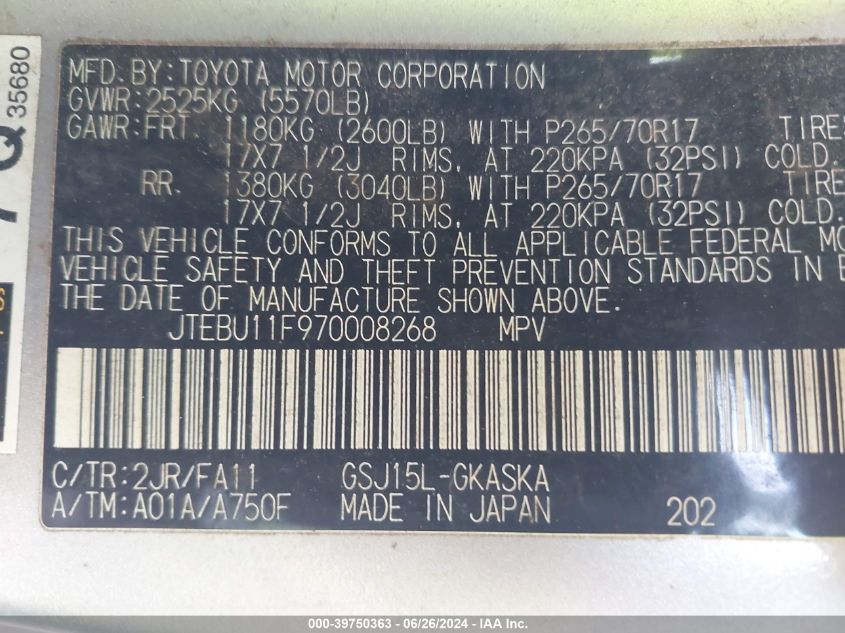 MFD. BY: TOYOTA MOTOR CORPORATION
GVWR: 2525KG (5570LB)
GAWR: FRT. 1180KG (2600LB) WITH P265/70R17 TIRES
17X7 1/2J RIMS, AT 220KPA (32PSI) COLD.
RR. 1380KG (3040LB) WITH P265/70R17 TIRE
17X7 1/2J RIMS, AT 220KPA (32PSI) COLD.
THIS VEHICLE CONFORMS TO ALL APPLICABLE FEDERAL MO
VEHICLE SAFETY AND THEFT PREVENTION STANDARDS IN E
THE DATE OF MANUFACTURE SHOWN ABOVE.
JTEBU11F970008268 MPV
C/TR: 2JR/FA11 GSJ15L-GKASKA
A/TM: A01A/A750F MADE IN JAPAN 202
35680
Q
000-39750363 - 06/26/2024 - IAA Inc.